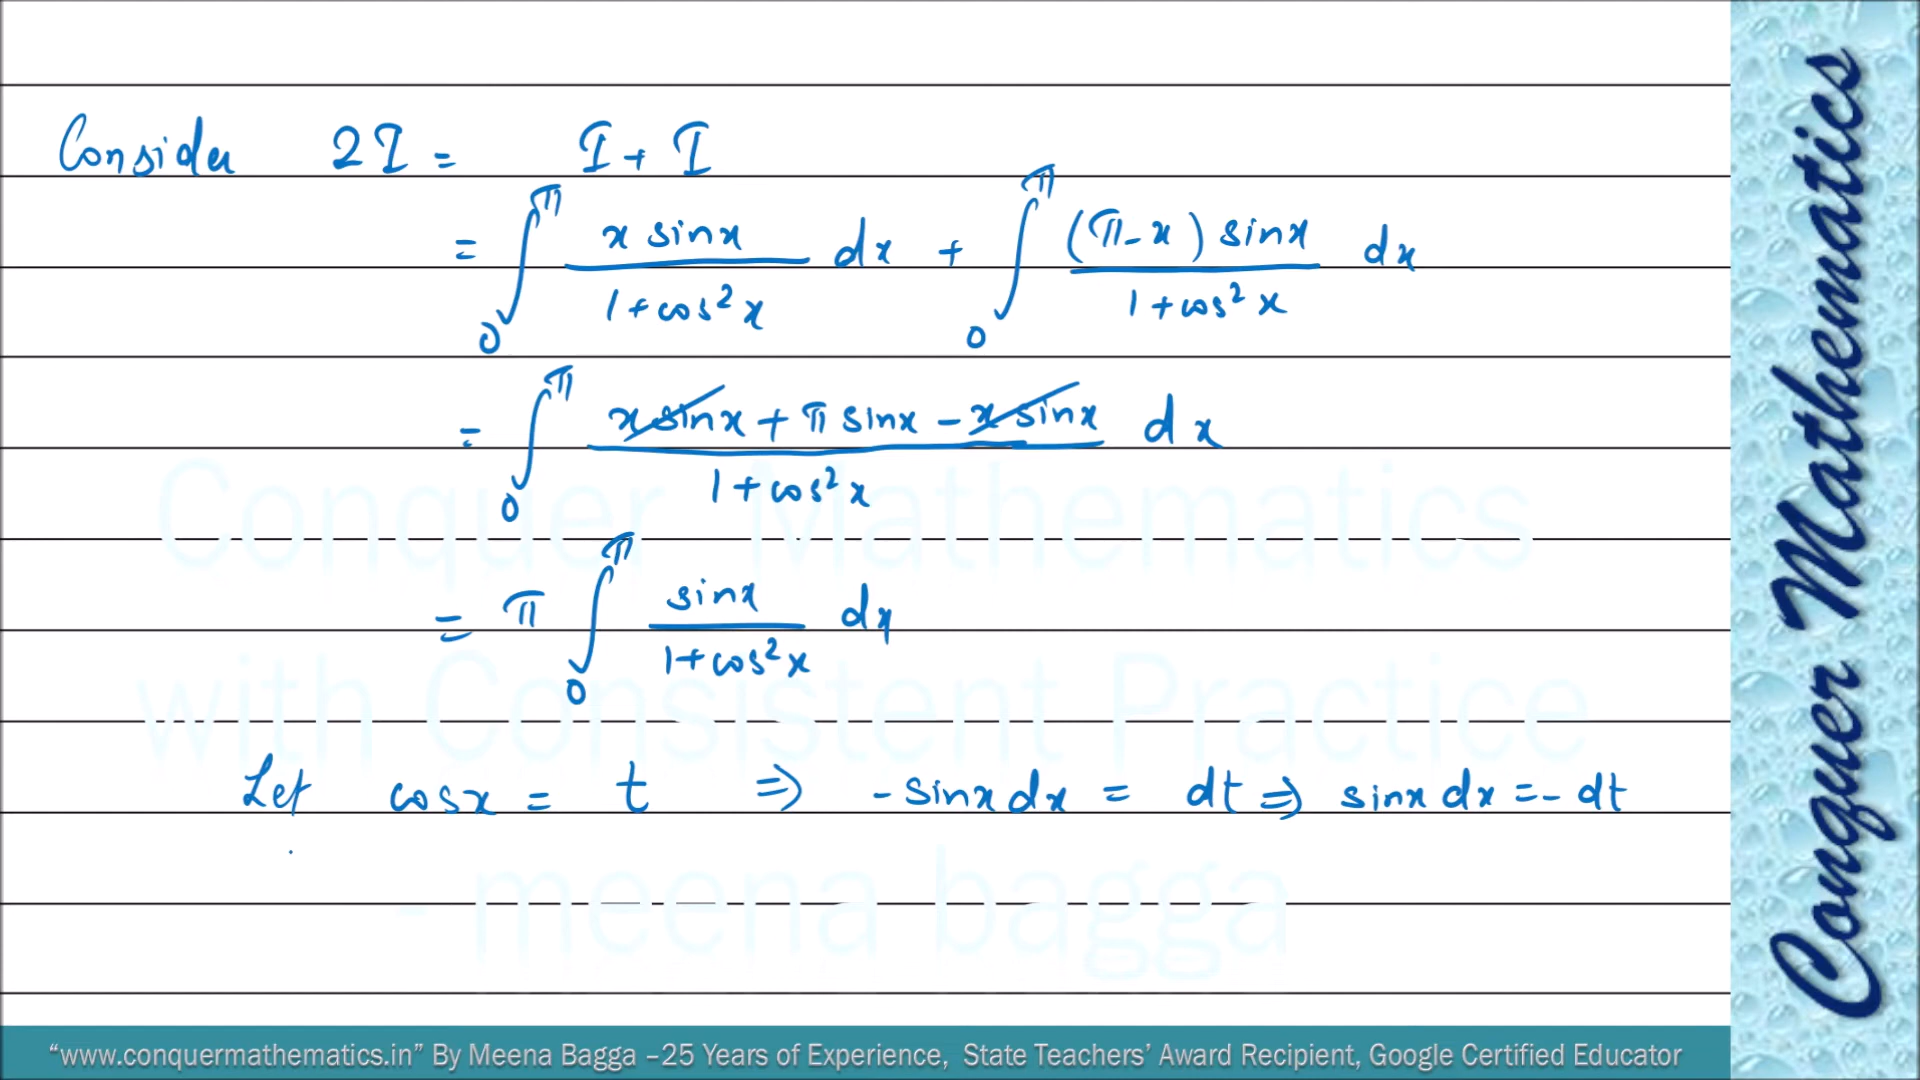 Consider 2I = I + I
= ∫₀^π x sinx / 1+cos²x dx + ∫₀^π (π-x) sinx / 1+cos²x dx
= ∫₀^π x sinx + π sinx - x sinx / 1+cos²x dx
= π ∫₀^π sinx / 1+cos²x dx
Let cosx = t ⇒ -sinx dx = dt ⇒ sinx dx = - dt
Conquer Mathematics
with Consistent Practice
- meena bagga
Conquer Mathematics
“www.conquermathematics.in” By Meena Bagga –25 Years of Experience, State Teachers’ Award Recipient, Google Certified Educator